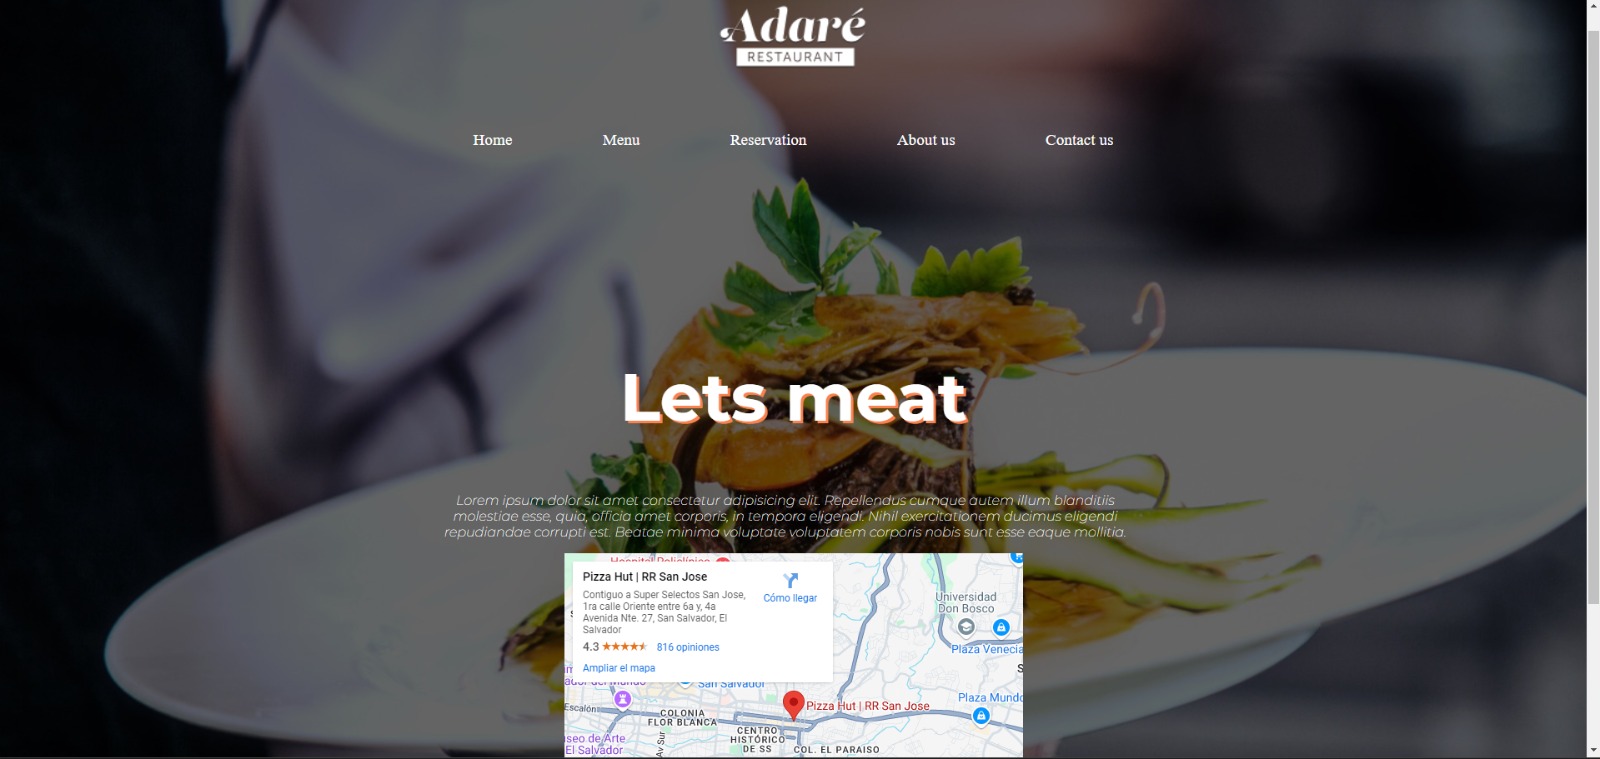 Adaré
RESTAURANT
Home Menu Reservation About us Contact us
Lets meat
Lorem ipsum dolor sit amet consectetur adipisicing elit. Repellendus cumque autem illum blanditiis
molestiae esse, quia, officia amet corporis, in tempora eligendi. Nihil exercitationem ducimus eligendi
repudiandae corrupti est. Beatae minima voluptate voluptatem corporis nobis sunt esse eaque mollitia.
Hospital Policlínico
Pizza Hut | RR San Jose
Cómo llegar
Contiguo a Super Selectos San Jose,
1ra calle Oriente entre 6a y, 4a
Avenida Nte. 27, San Salvador, El
Salvador
4.3 816 opiniones
Ampliar el mapa
Universidad
Don Bosco
Plaza Venecia
San Salvador
Plaza Mundo
Pizza Hut | RR San Jose
Escalón
COLONIA
FLOR BLANCA
CENTRO
HISTÓRICO
DE SS
COL. EL PARAISO
Av Sur
El Salvador